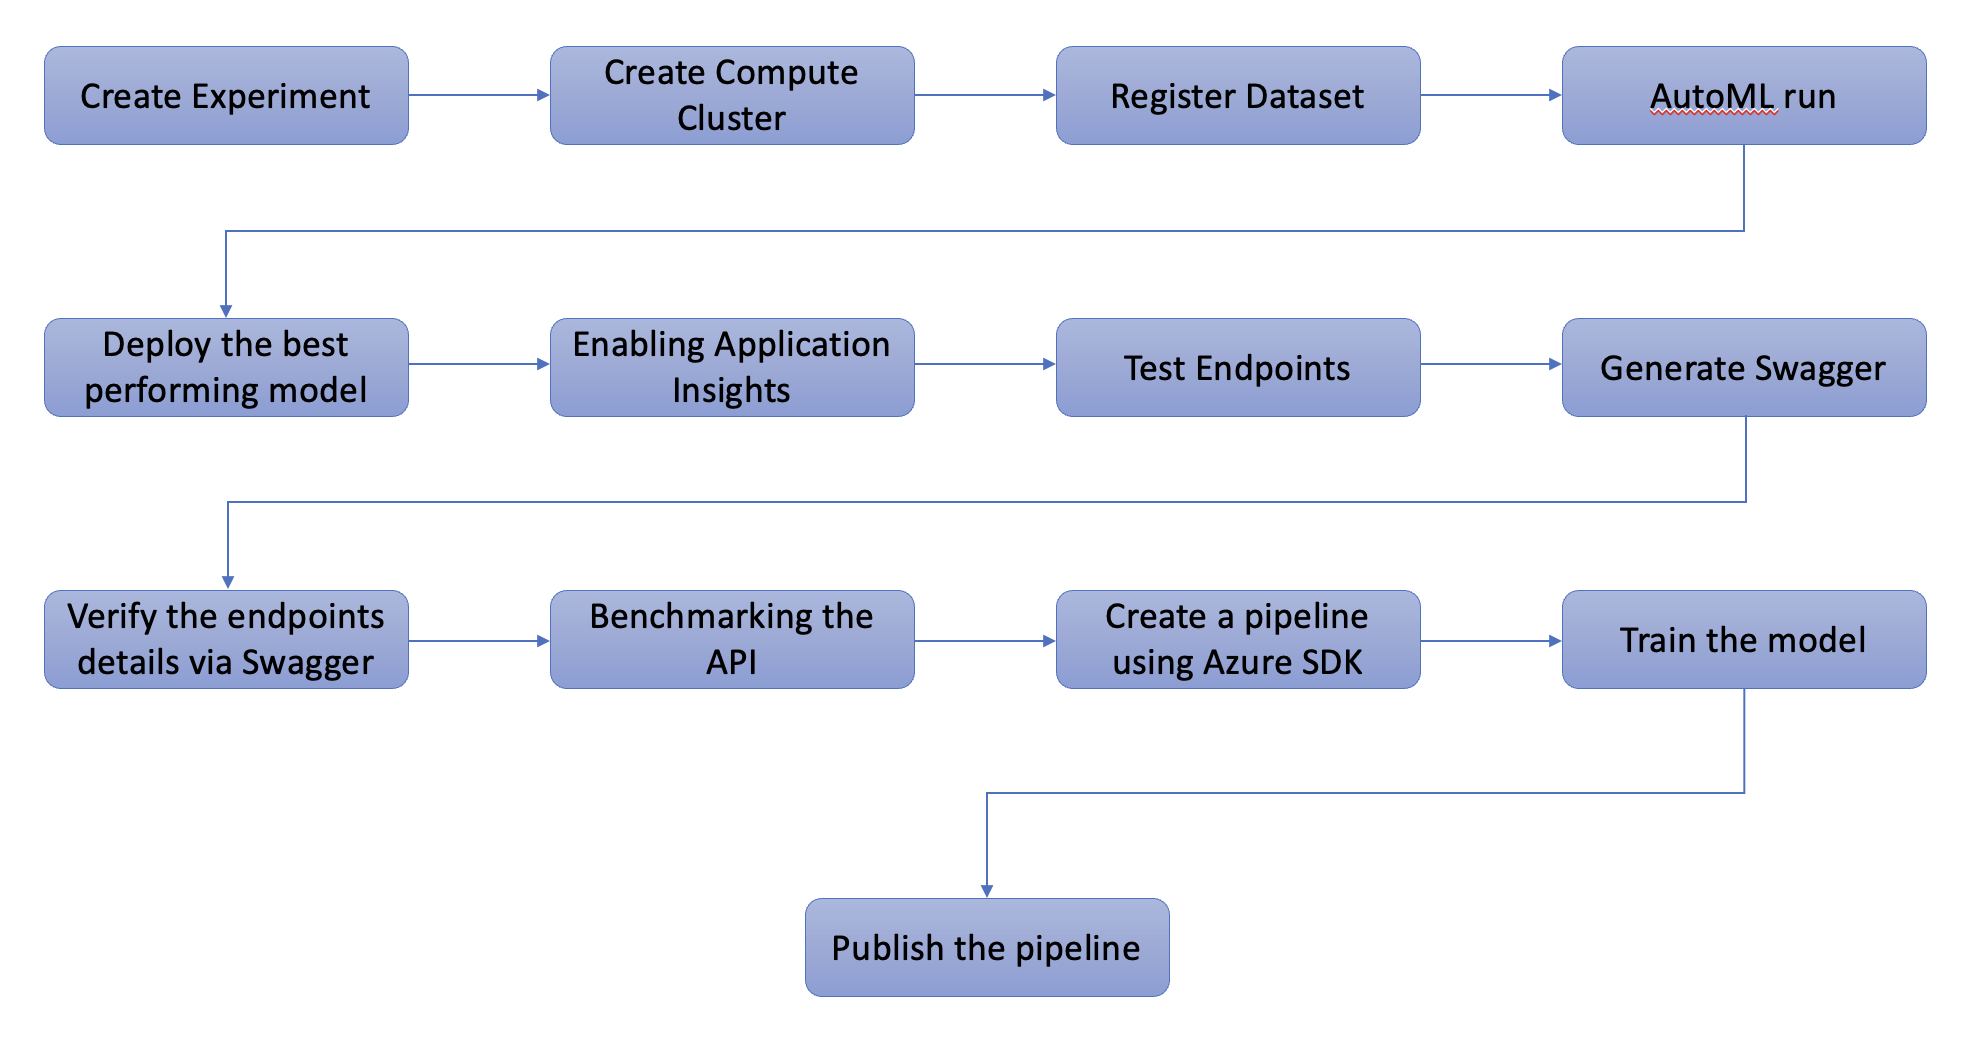 Create Experiment
Create Compute
Cluster
Register Dataset
AutoML run
Deploy the best
performing model
Enabling Application
Insights
Test Endpoints
Generate Swagger
Verify the endpoints
details via Swagger
Benchmarking the
API
Create a pipeline
using Azure SDK
Train the model
Publish the pipeline